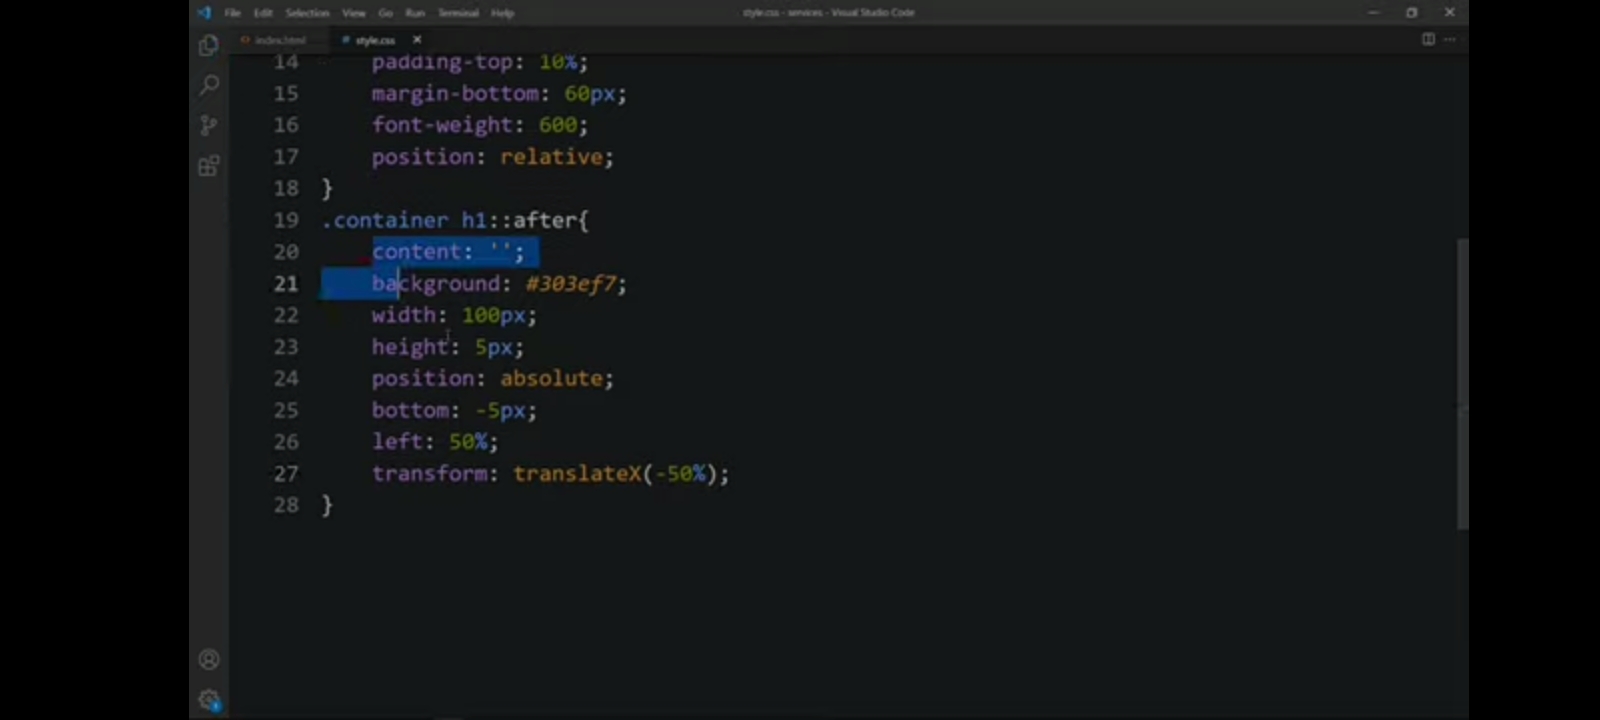 File Edit Selection View Go Run Terminal Help style.css - services - Visual Studio Code
index.html style.css
14 padding-top: 10%;
15 margin-bottom: 60px;
16 font-weight: 600;
17 position: relative;
18 }
19 .container h1::after{
20 content: '';
21 background: #303ef7;
22 width: 100px;
23 height: 5px;
24 position: absolute;
25 bottom: -5px;
26 left: 50%;
27 transform: translateX(-50%);
28 }